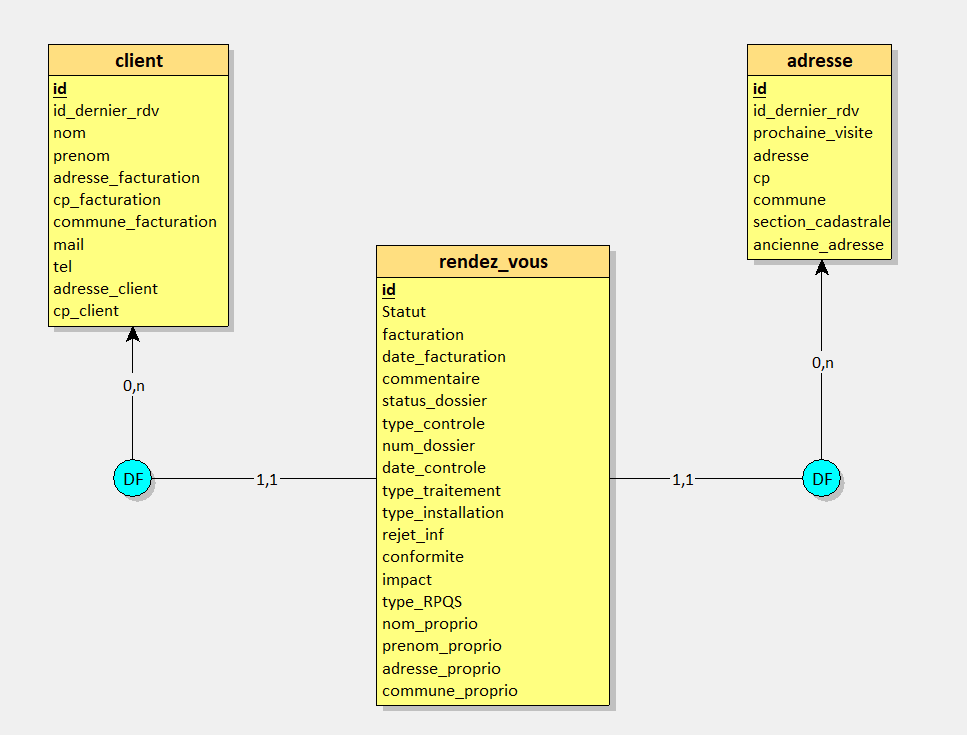 client
id
id_dernier_rdv
nom
prenom
adresse_facturation
cp_facturation
commune_facturation
mail
tel
adresse_client
cp_client
adresse
id
id_dernier_rdv
prochaine_visite
adresse
cp
commune
section_cadastrale
ancienne_adresse
rendez_vous
id
Statut
facturation
date_facturation
commentaire
status_dossier
type_controle
num_dossier
date_controle
type_traitement
type_installation
rejet_inf
conformite
impact
type_RPQS
nom_proprio
prenom_proprio
adresse_proprio
commune_proprio
0,n
DF
1,1
1,1
DF
0,n